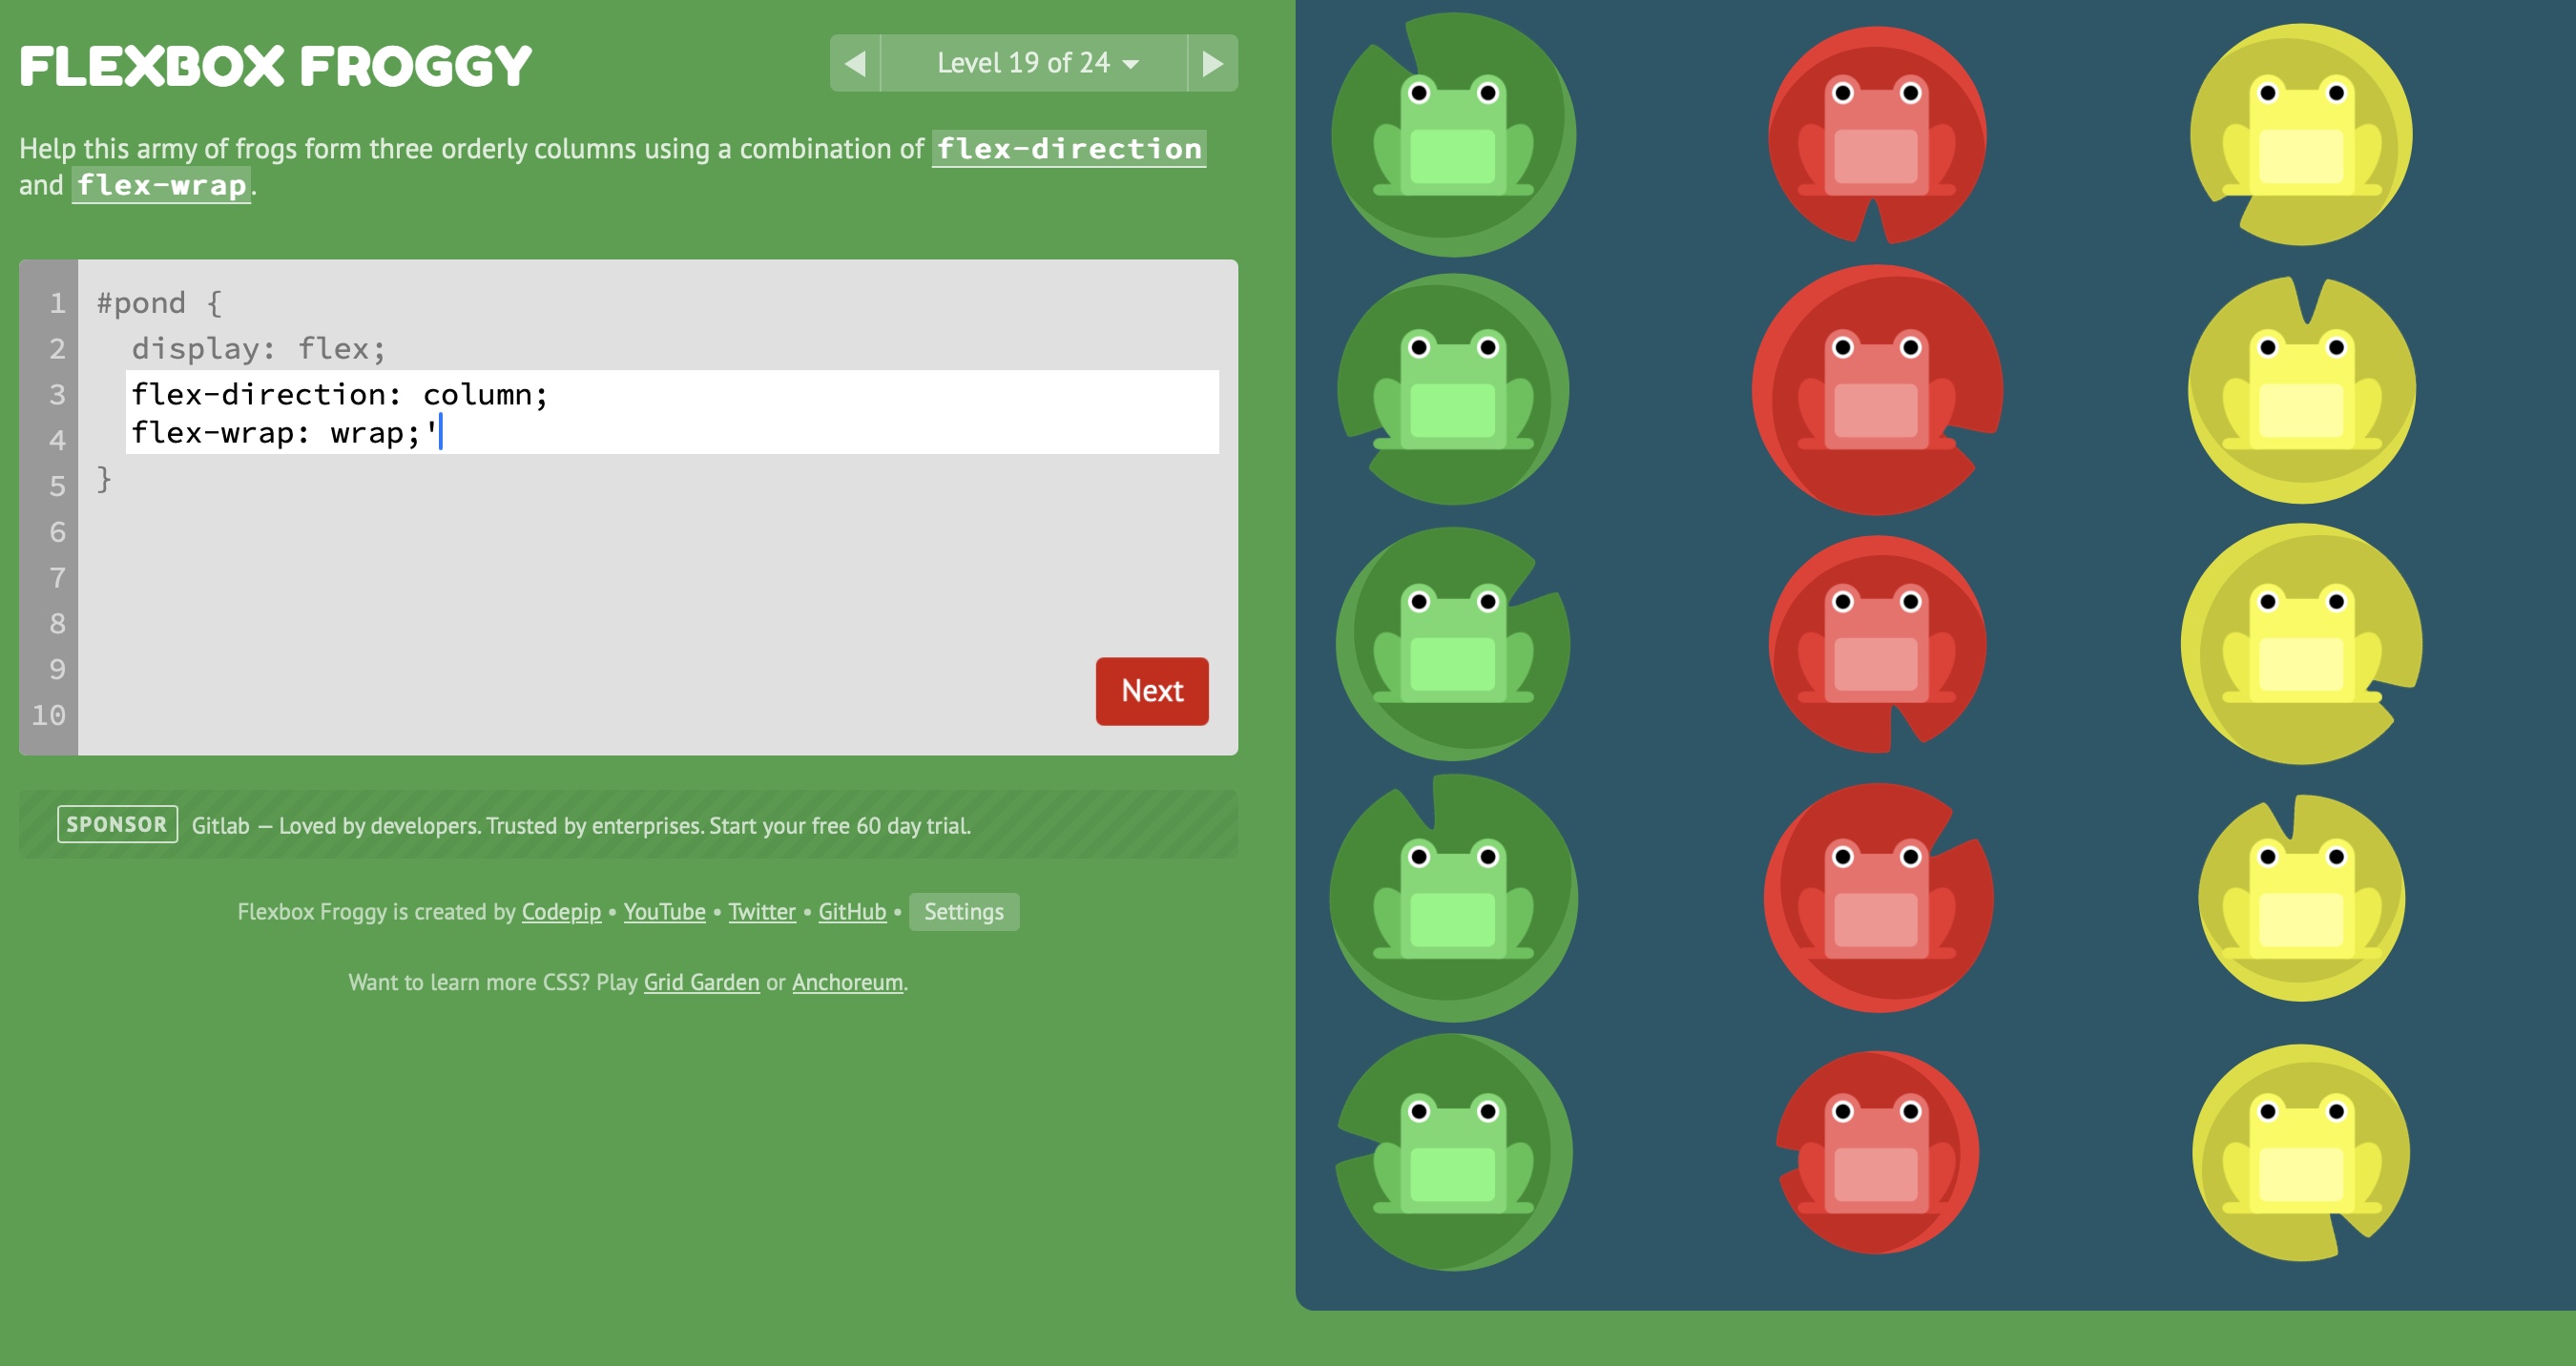 FLEXBOX FROGGY
Level 19 of 24
Help this army of frogs form three orderly columns using a combination of flex-direction
and flex-wrap.
1 #pond {
2 display: flex;
3 flex-direction: column;
4 flex-wrap: wrap;'
5 }
6
7
8
9
10
Next
SPONSOR Gitlab — Loved by developers. Trusted by enterprises. Start your free 60 day trial.
Flexbox Froggy is created by Codepip • YouTube • Twitter • GitHub • Settings
Want to learn more CSS? Play Grid Garden or Anchoreum.